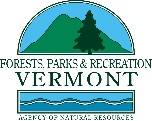 FORESTS, PARKS & RECREATION
VERMONT
AGENCY OF NATURAL RESOURCES